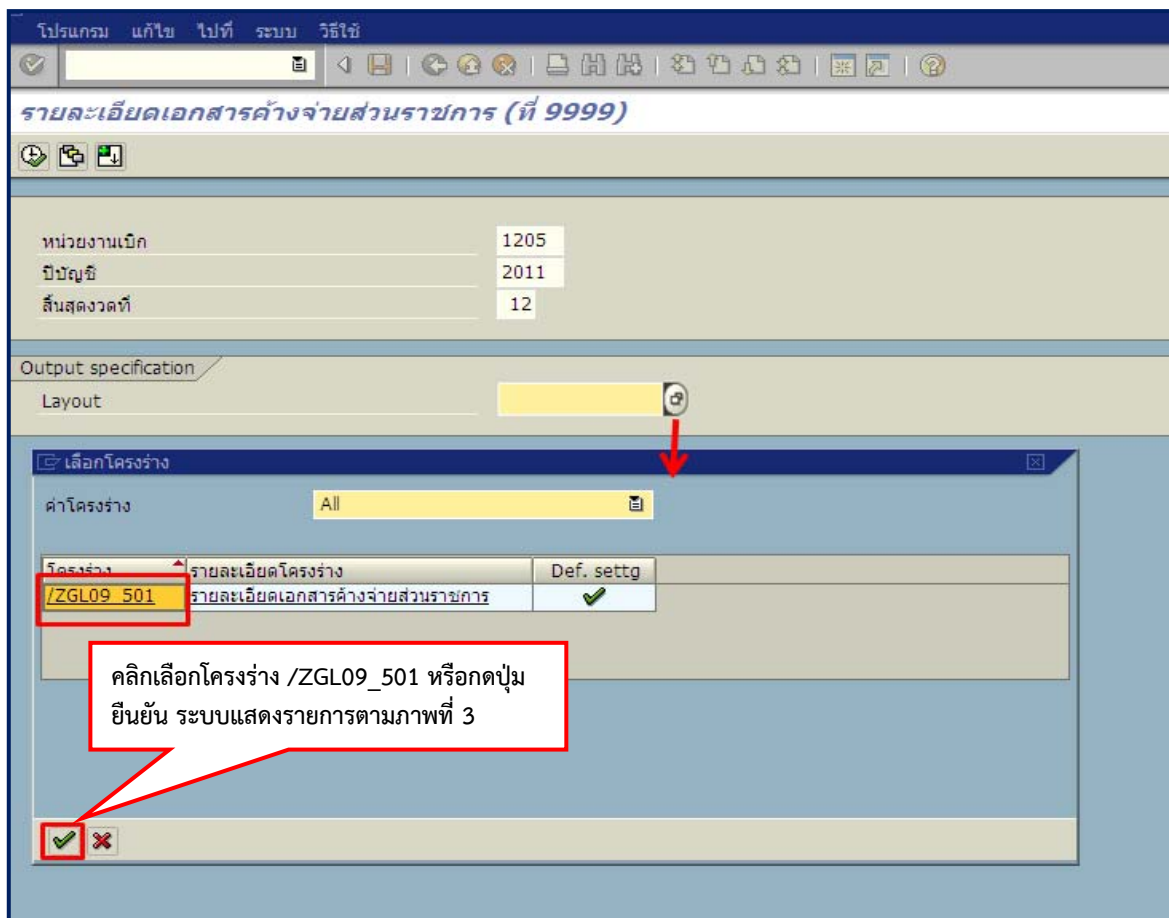 โปรแกรม แก้ไข ไปที่ ระบบ วิธีใช้
รายละเอียดเอกสารค้างจ่ายส่วนราชการ (ที่ 9999)
หน่วยงานเบิก 1205
ปีบัญชี 2011
สิ้นสุดงวดที่ 12
Output specification
Layout
เลือกโครงร่าง
ค่าโครงร่าง All
โครงร่าง รายละเอียดโครงร่าง Def. settg
/ZGL09_501 รายละเอียดเอกสารค้างจ่ายส่วนราชการ
คลิกเลือกโครงร่าง /ZGL09_501 หรือกดปุ่ม
ยืนยัน ระบบแสดงรายการตามภาพที่ 3